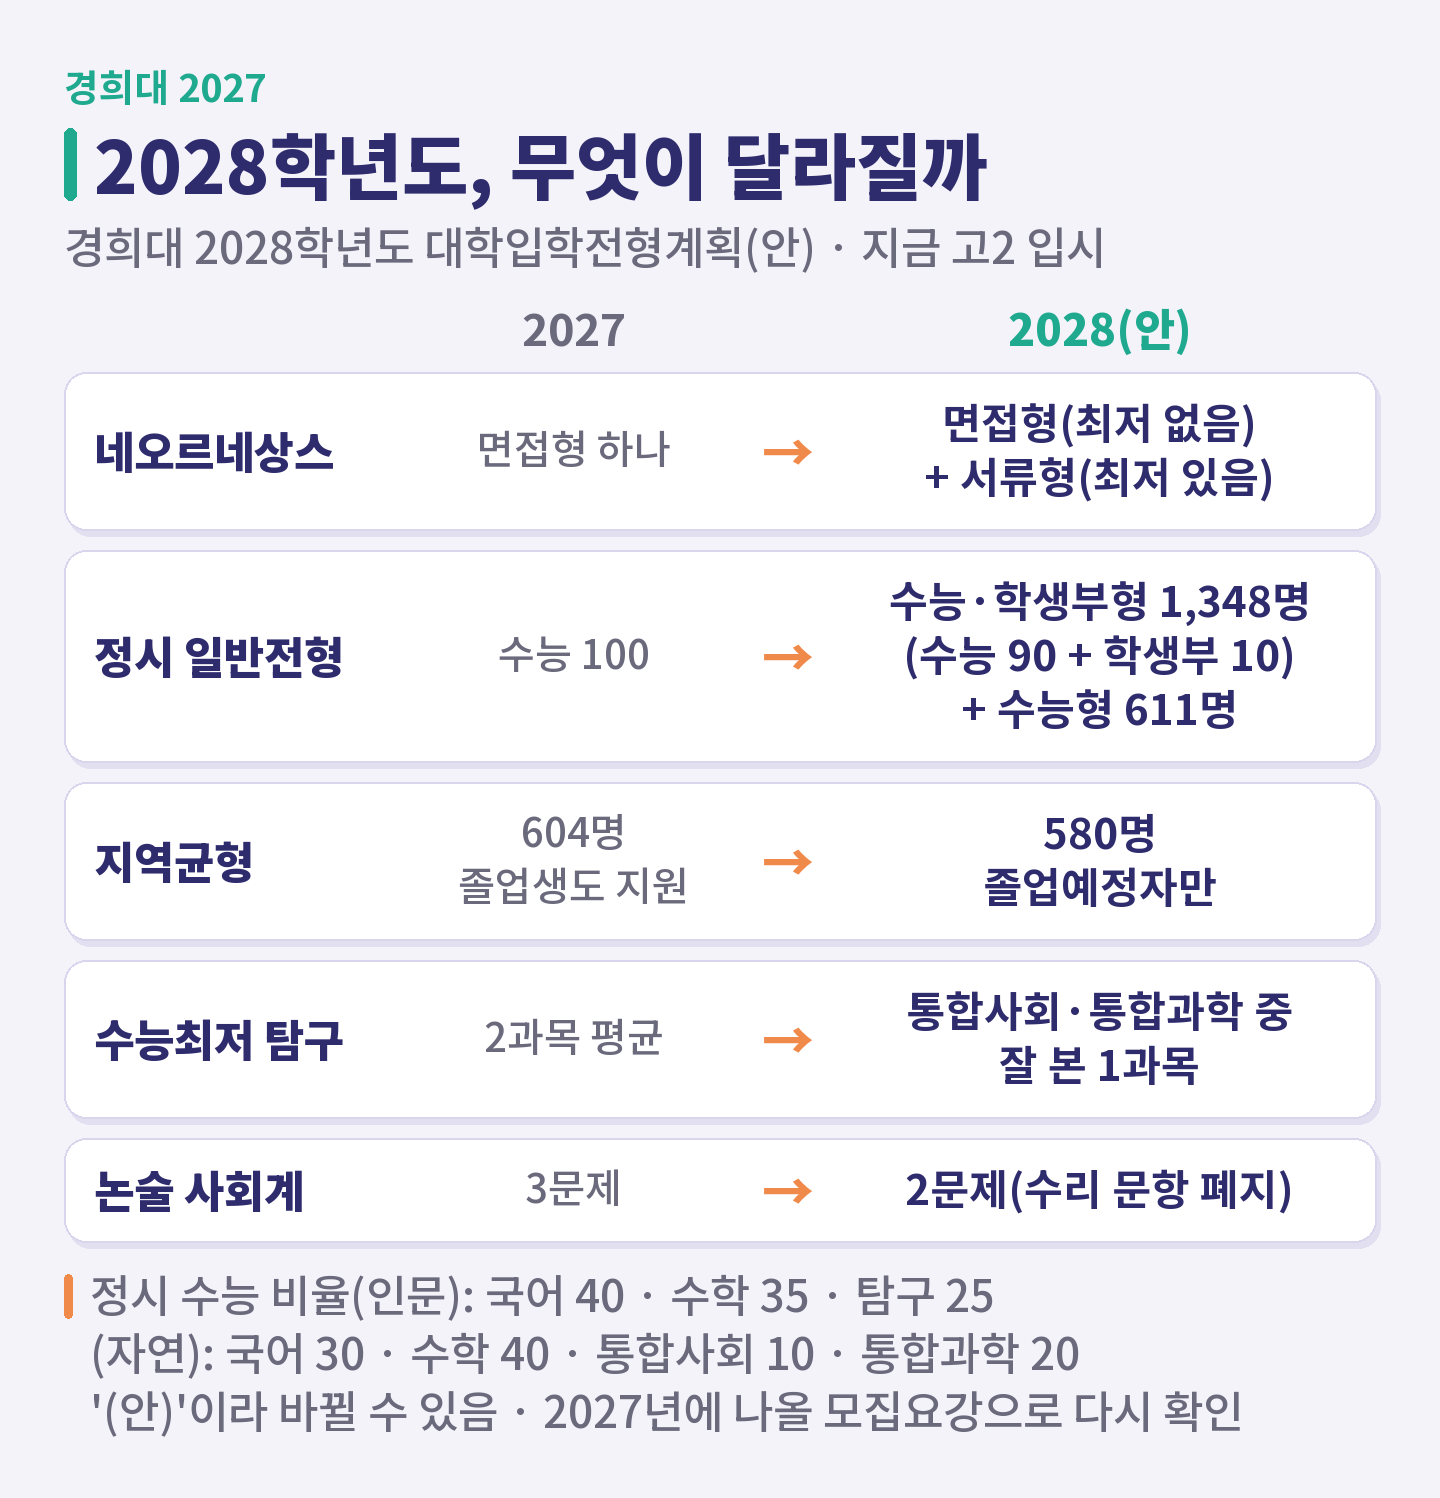 경희대 2027
2028학년도, 무엇이 달라질까
경희대 2028학년도 대학입학전형계획(안) · 지금 고2 입시
2027 2028(안)
네오르네상스 면접형 하나 → 면접형(최저 없음)
+ 서류형(최저 있음)
정시 일반전형 수능 100 → 수능·학생부형 1,348명
(수능 90 + 학생부 10)
+ 수능형 611명
지역균형 604명
졸업생도 지원 → 580명
졸업예정자만
수능최저 탐구 2과목 평균 → 통합사회·통합과학 중
잘 본 1과목
논술 사회계 3문제 → 2문제(수리 문항 폐지)
정시 수능 비율(인문): 국어 40 · 수학 35 · 탐구 25
(자연): 국어 30 · 수학 40 · 통합사회 10 · 통합과학 20
'(안)'이라 바뀔 수 있음 · 2027년에 나올 모집요강으로 다시 확인